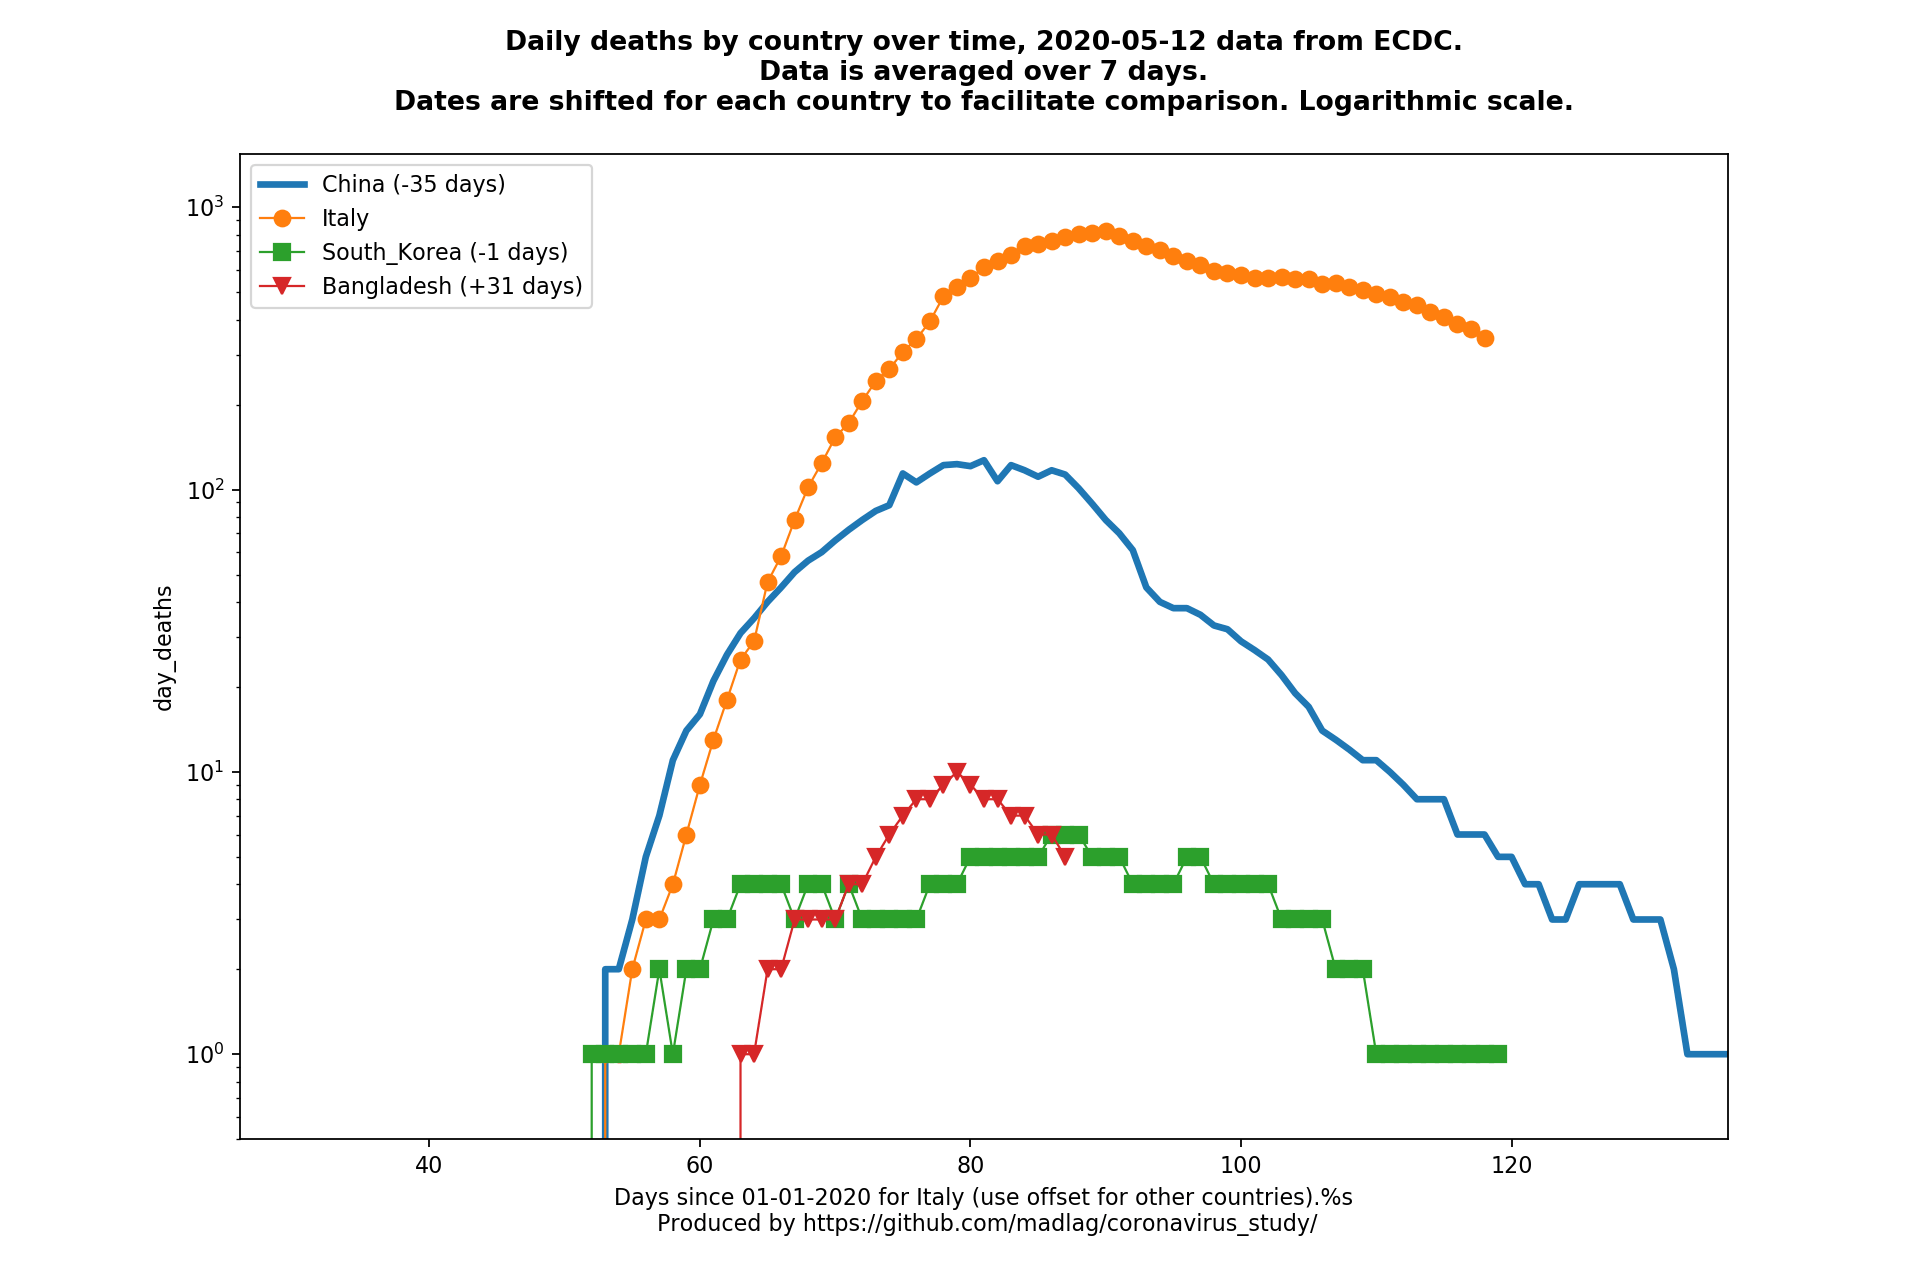 Daily deaths by country over time, 2020-05-12 data from ECDC.
Data is averaged over 7 days.
Dates are shifted for each country to facilitate comparison. Logarithmic scale.
China (-35 days)
Italy
South_Korea (-1 days)
Bangladesh (+31 days)
10³
10²
10¹
10⁰
day_deaths
40 60 80 100 120
Days since 01-01-2020 for Italy (use offset for other countries).%s
Produced by https://github.com/madlag/coronavirus_study/